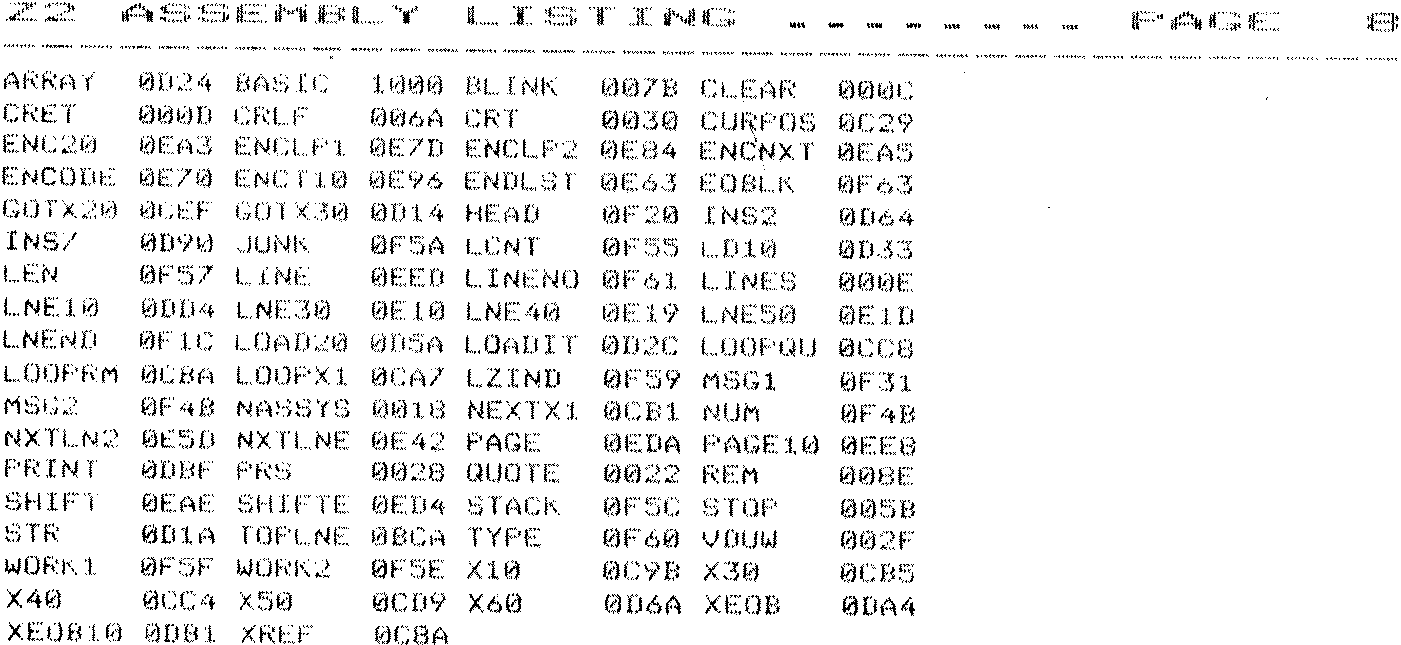 ZZ ASSEMBLY LISTING - - - - - - - - PAGE 8
ARRAY 0D24 BASIC 1000 BLINK 007B CLEAR 000C
CRET 000D CRLF 006A CRT 0030 CURPOS 0C29
ENC20 0EA3 ENCLP1 0E7D ENCLP2 0E84 ENCNXT 0EA5
ENCODE 0E70 ENCT10 0E96 ENDLST 0E63 EOBLK 0F63
GOTX20 0CEF GOTX30 0D14 HEAD 0F20 INS2 0D64
INS7 0D90 JUNK 0F5A LCNT 0F55 LD10 0D33
LEN 0F57 LINE 0EED LINENO 0F61 LINES 000E
LNE10 0DD4 LNE30 0E10 LNE40 0E19 LNE50 0E1D
LNEND 0F1C LOAD20 0D5A LOADIT 0D2C LOOPQU 0CC8
LOOPRM 0CBA LOOPX1 0CA7 LZIND 0F59 MSG1 0F31
MSG2 0F48 NASSYS 0018 NEXTX1 0CB1 NUM 0F4B
NXTLN2 0E5D NXTLNE 0E42 PAGE 0EDA PAGE10 0EE8
PRINT 0DBF PRS 0028 QUOTE 0022 REM 008E
SHIFT 0EAE SHIFTE 0ED4 STACK 0F5C STOP 005B
STR 0D1A TOPLNE 0BCA TYPE 0F60 VDUW 002F
WORK1 0F5F WORK2 0F5E X10 0C9B X30 0CB5
X40 0CC4 X50 0CD9 X60 0D6A XEOB 0DA4
XEOB10 0DB1 XREF 0C8A